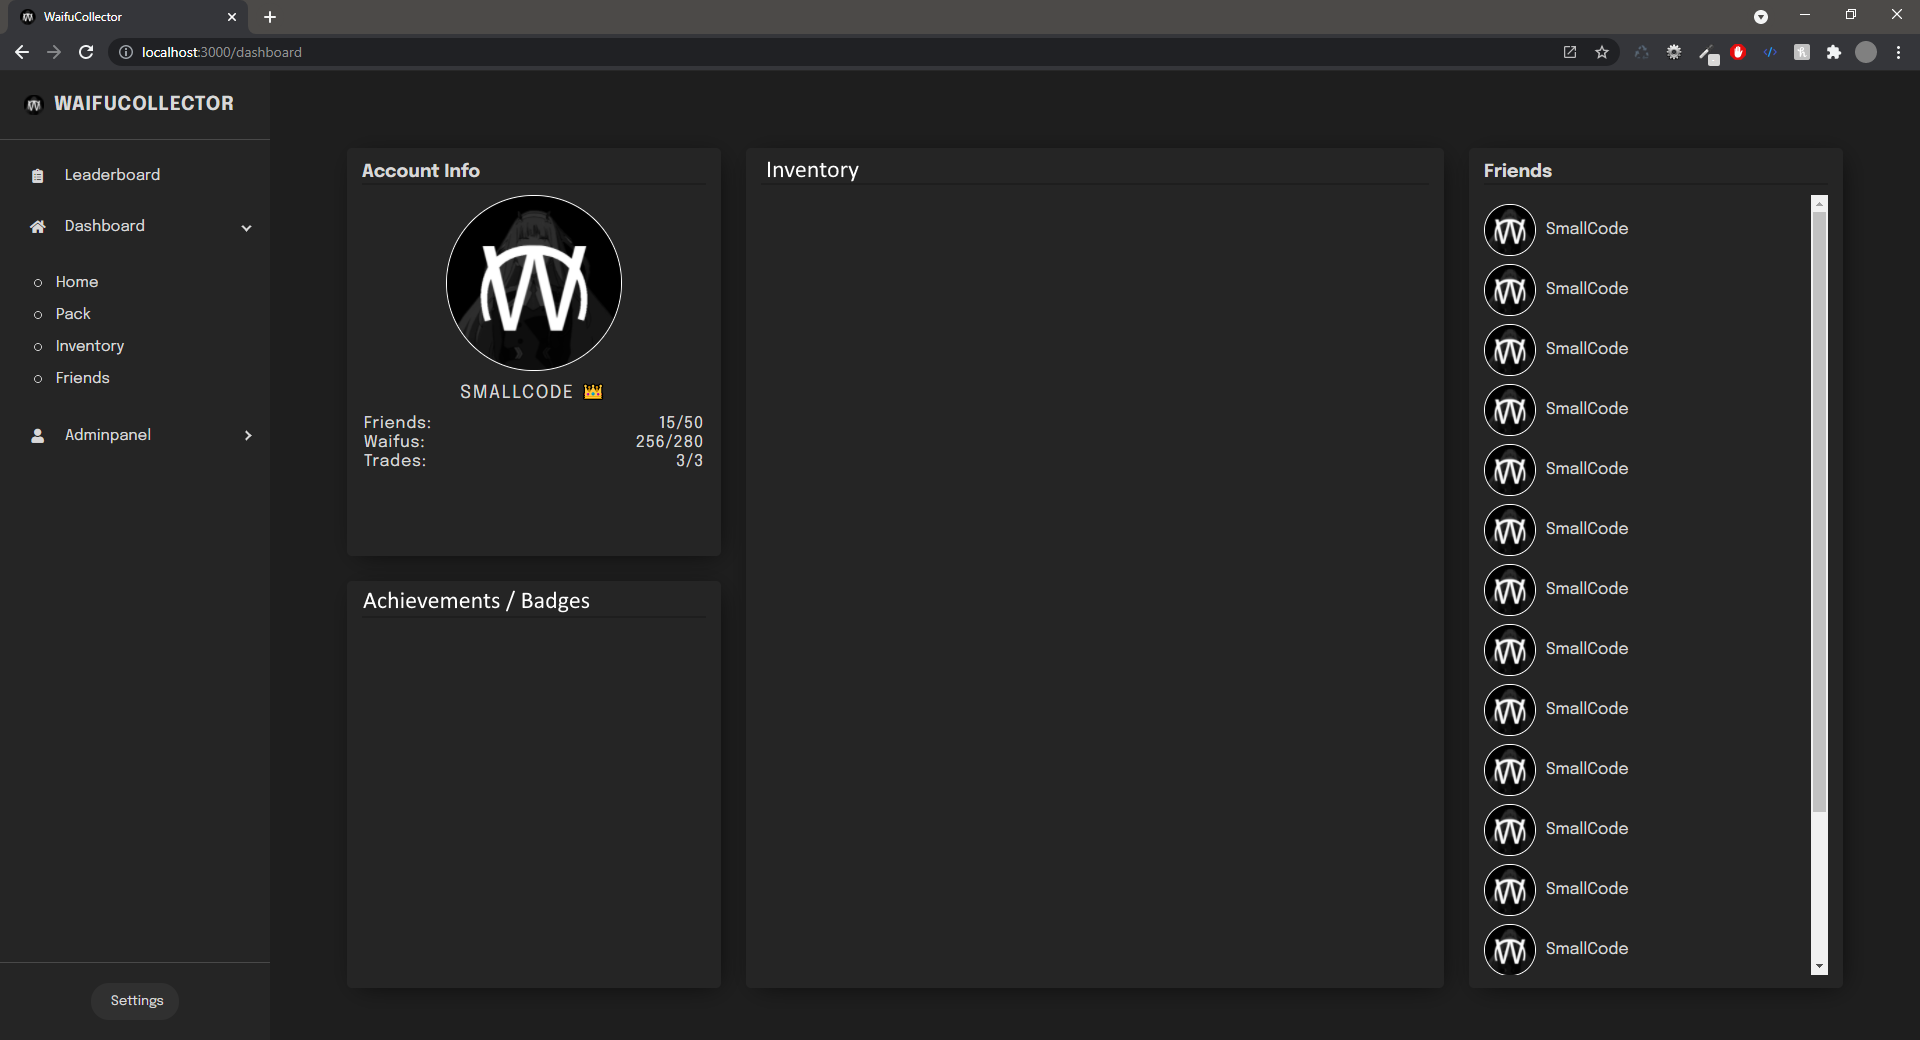 WaifuCollector
localhost:3000/dashboard
WAIFUCOLLECTOR
Leaderboard
Dashboard
Home
Pack
Inventory
Friends
Adminpanel
Settings
Account Info
SMALLCODE 👑
Friends: 15/50
Waifus: 256/280
Trades: 3/3
Achievements / Badges
Inventory
Friends
SmallCode
SmallCode
SmallCode
SmallCode
SmallCode
SmallCode
SmallCode
SmallCode
SmallCode
SmallCode
SmallCode
SmallCode
SmallCode